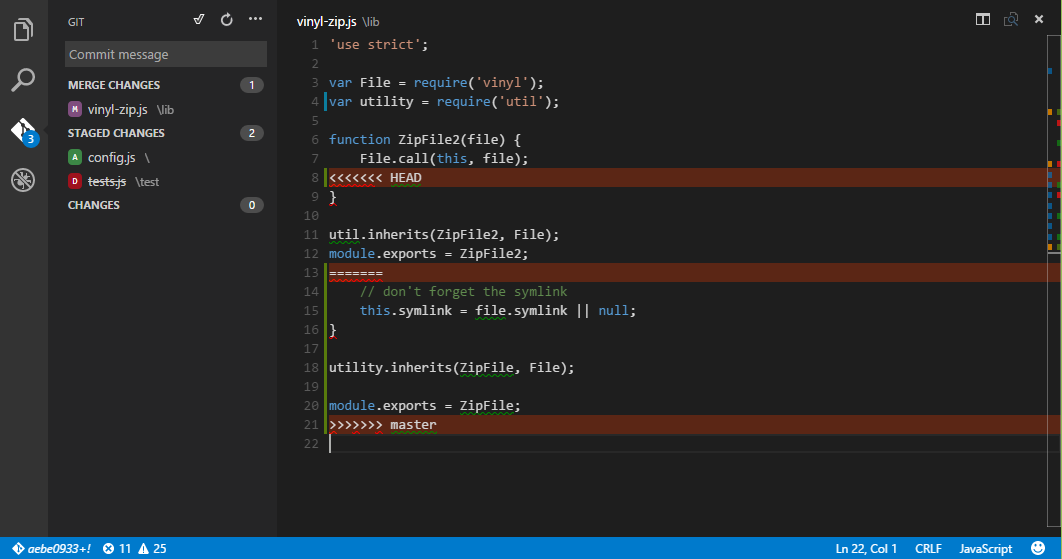 GIT
Commit message
MERGE CHANGES 1
M vinyl-zip.js \lib
STAGED CHANGES 2
A config.js \
D tests.js \test
CHANGES 0
3
vinyl-zip.js \lib
1 'use strict';
2
3 var File = require('vinyl');
4 var utility = require('util');
5
6 function ZipFile2(file) {
7 File.call(this, file);
8 <<<<<<< HEAD
9 }
10
11 util.inherits(ZipFile2, File);
12 module.exports = ZipFile2;
13 =======
14 // don't forget the symlink
15 this.symlink = file.symlink || null;
16 }
17
18 utility.inherits(ZipFile, File);
19
20 module.exports = ZipFile;
21 >>>>>>> master
22
aebe0933+! 11 25 Ln 22, Col 1 CRLF JavaScript